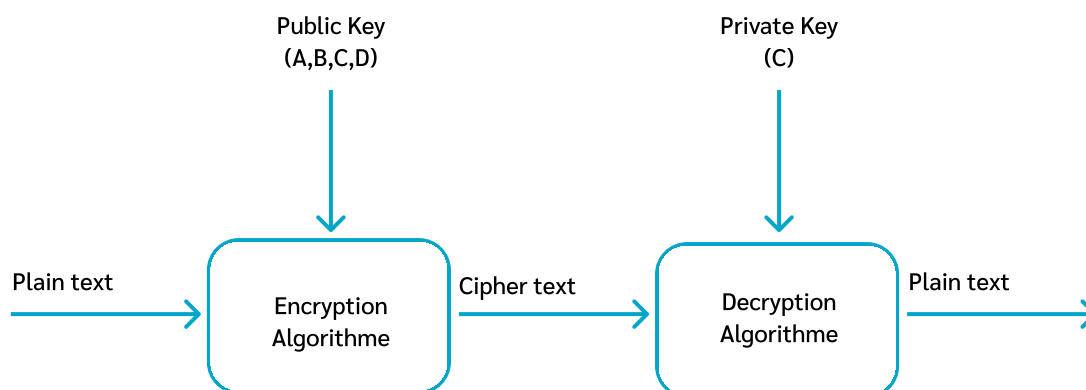 Public Key
(A,B,C,D)
Private Key
(C)
Plain text
Encryption
Algorithme
Cipher text
Decryption
Algorithme
Plain text